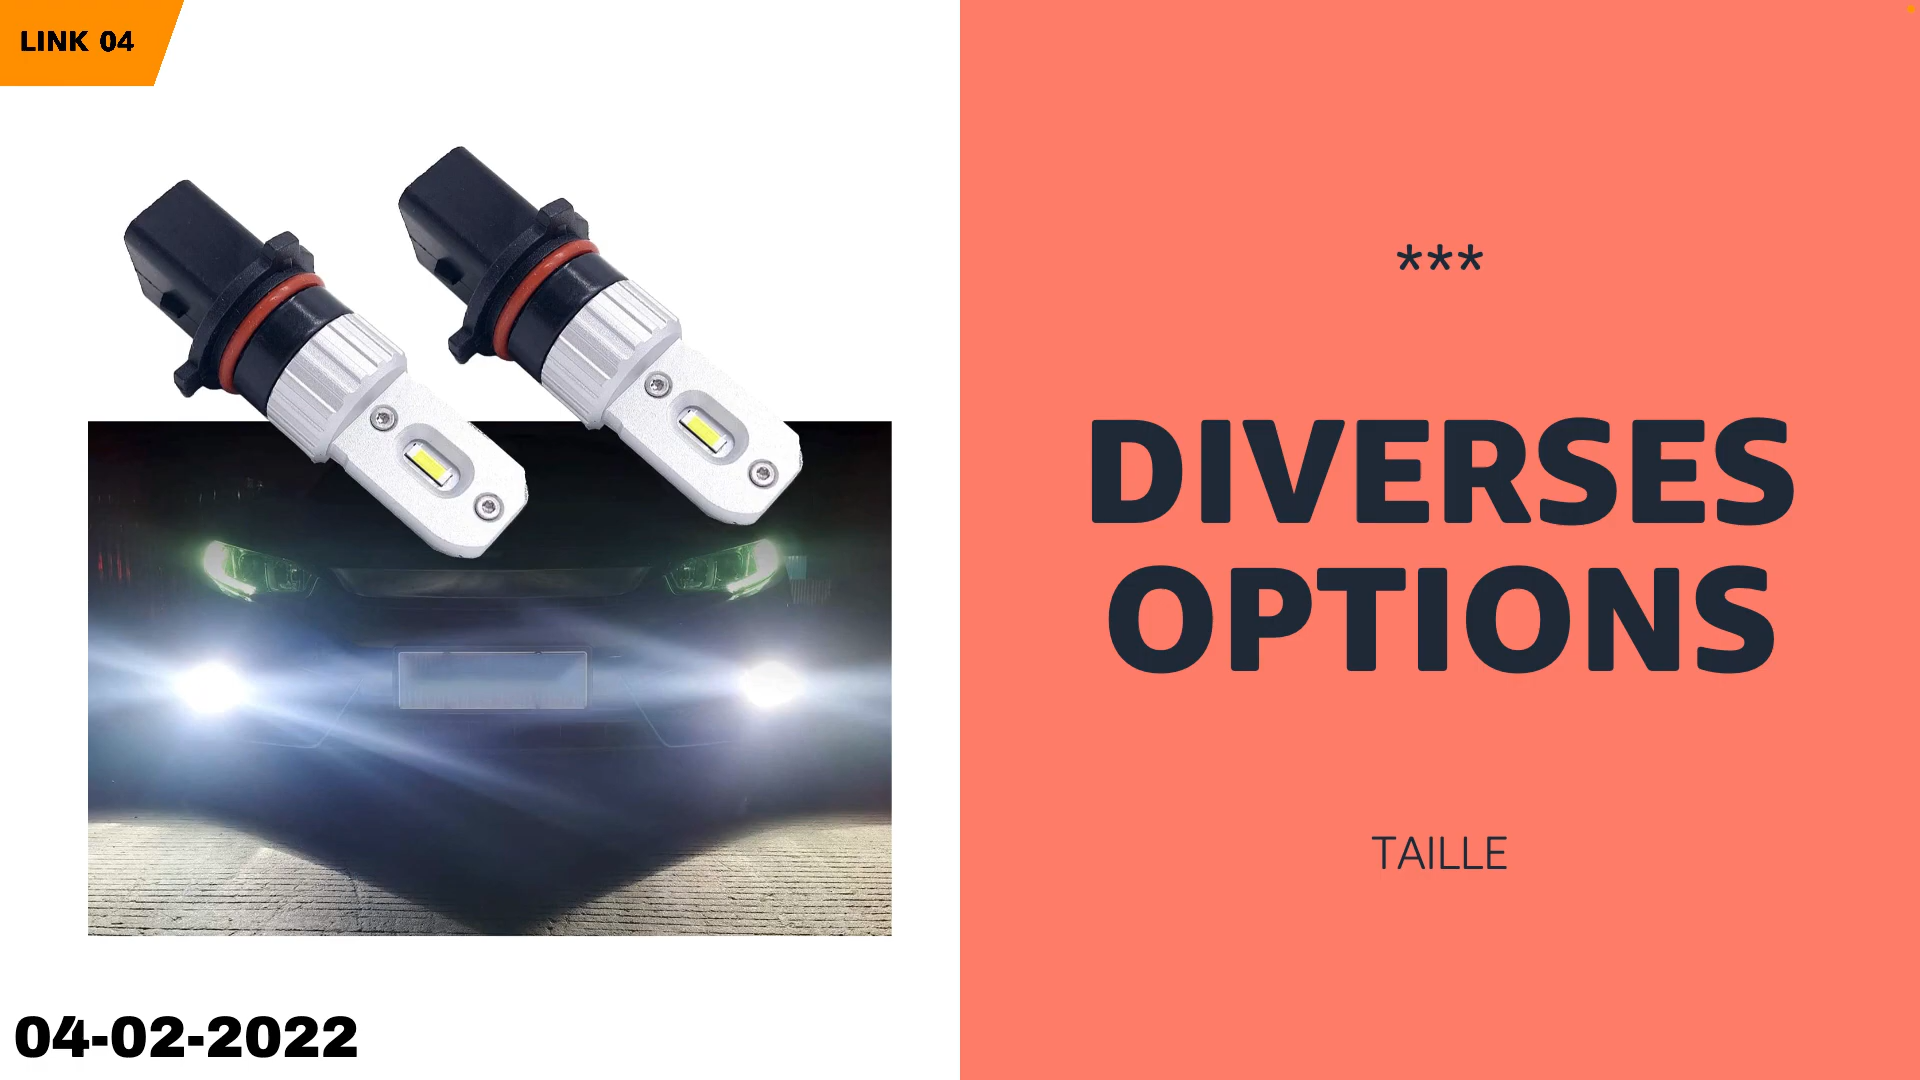 LINK 04
***
DIVERSES
OPTIONS
TAILLE
04-02-2022